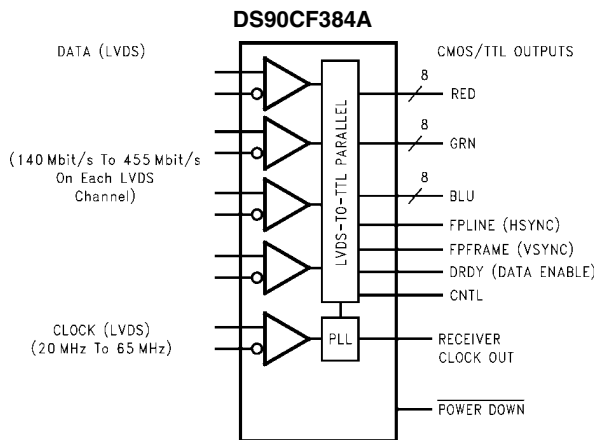 DS90CF384A
DATA (LVDS)
CMOS/TTL OUTPUTS
8
RED
8
GRN
(140 Mbit/s To 455 Mbit/s
On Each LVDS
Channel)
8
BLU
LVDS-TO-TTL PARALLEL
FPLINE (HSYNC)
FPFRAME (VSYNC)
DRDY (DATA ENABLE)
CNTL
CLOCK (LVDS)
(20 MHz To 65 MHz)
PLL
RECEIVER
CLOCK OUT
POWER DOWN